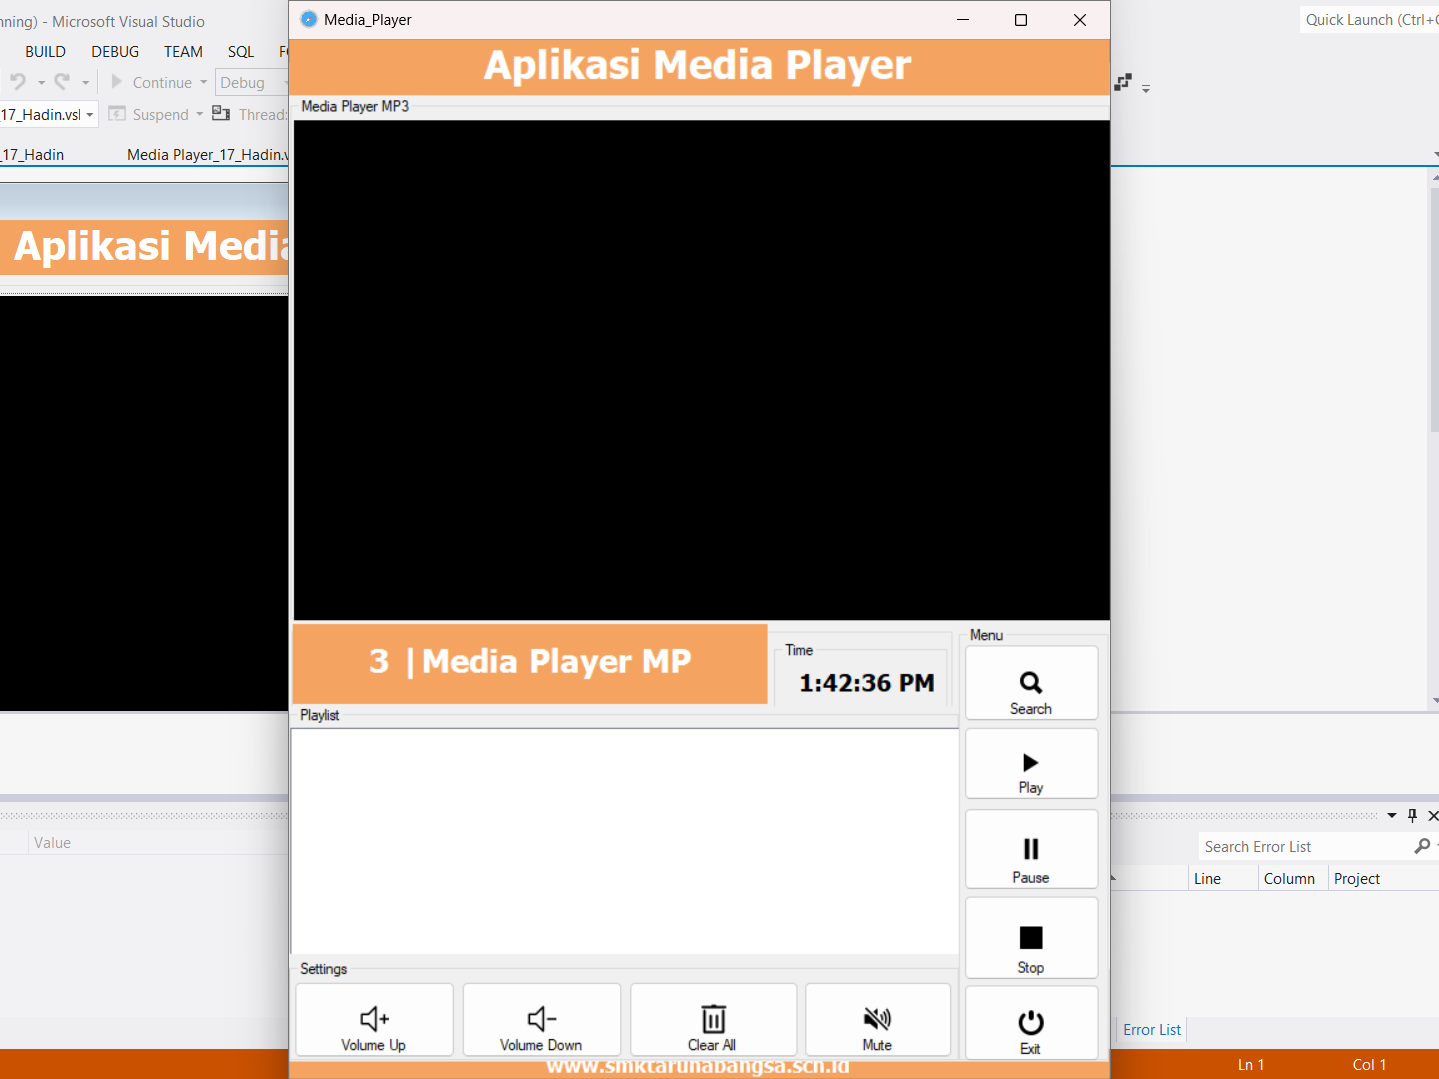 nning) - Microsoft Visual Studio
Media_Player
Quick Launch (Ctrl+
BUILD DEBUG TEAM SQL
Aplikasi Media Player
Continue Debug
Media Player MP3
_17_Hadin.vsl Suspend Thread:
_17_Hadin Media Player_17_Hadin.v
Aplikasi Media
3 |Media Player MP
Time
1:42:36 PM
Menu
Search
Play
Pause
Stop
Exit
Playlist
Settings
Volume Up Volume Down Clear All Mute
www.smktarunabangsa.sch.id
Value
Search Error List
Line Column Project
Error List
Ln 1 Col 1